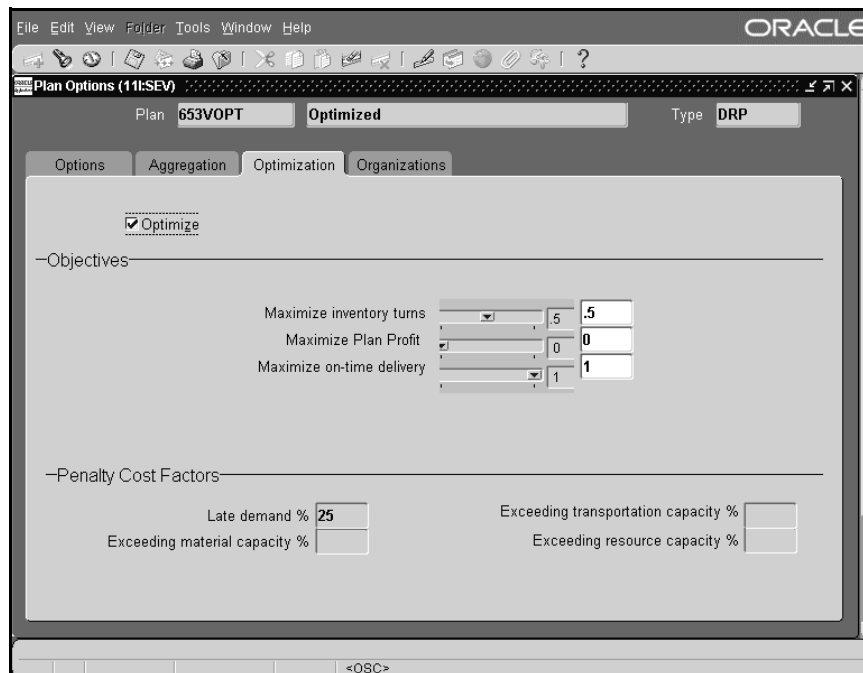 File Edit View Folder Tools Window Help
ORACLE
?
Plan Options (11I:SEV)
Plan 653VOPT Optimized Type DRP
Options Aggregation Optimization Organizations
Optimize
Objectives
Maximize inventory turns .5 .5
Maximize Plan Profit 0 0
Maximize on-time delivery 1 1
Penalty Cost Factors
Late demand % 25 Exceeding transportation capacity %
Exceeding material capacity % Exceeding resource capacity %
<OSC>